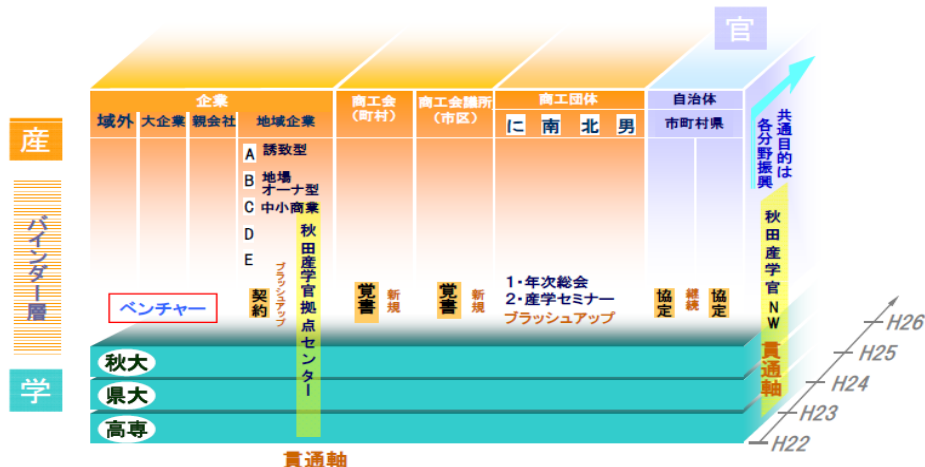 官
企業
商工会
(町村)
商工会議所
(市区)
商工団体
自治体
域外
大企業
親会社
地域企業
に 南 北 男
市町村県
共通目的は
各分野振興
産
A 誘致型
B 地場
オーナ型
C 中小商業
D
E
バインダー層
ベンチャー
契約
ブラッシュアップ
秋田産学官拠点センター
覚書
新規
覚書
新規
1・年次総会
2・産学セミナー
ブラッシュアップ
協定
継続
協定
秋田産学官NW
貫通軸
学
秋大
県大
高専
貫通軸
H26
H25
H24
H23
H22